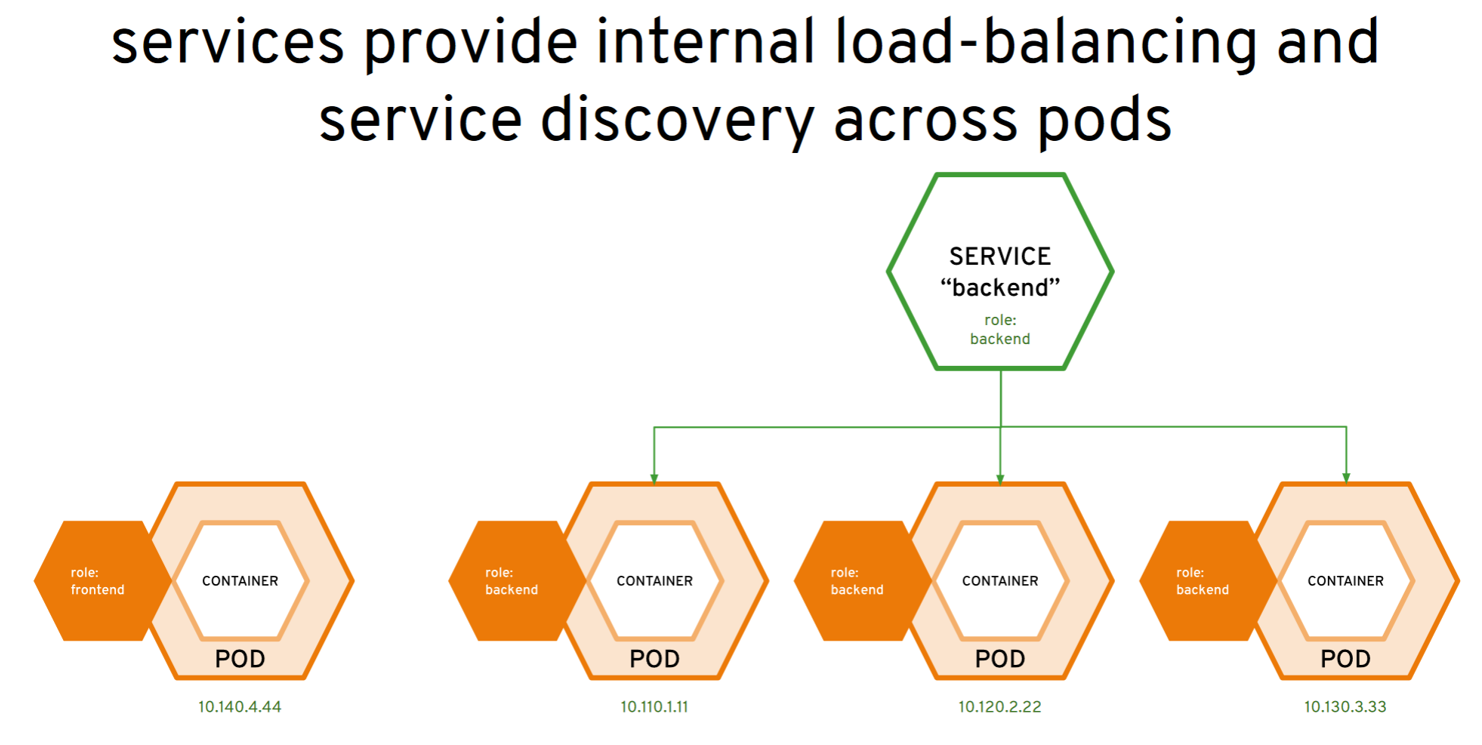 services provide internal load-balancing and
service discovery across pods
SERVICE
“backend”
role:
backend
role:
frontend
CONTAINER
POD
10.140.4.44
role:
backend
CONTAINER
POD
10.110.1.11
role:
backend
CONTAINER
POD
10.120.2.22
role:
backend
CONTAINER
POD
10.130.3.33